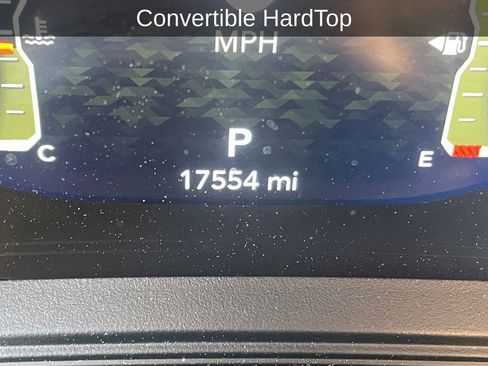 Convertible HardTop
MPH
P
C
E
17554 mi